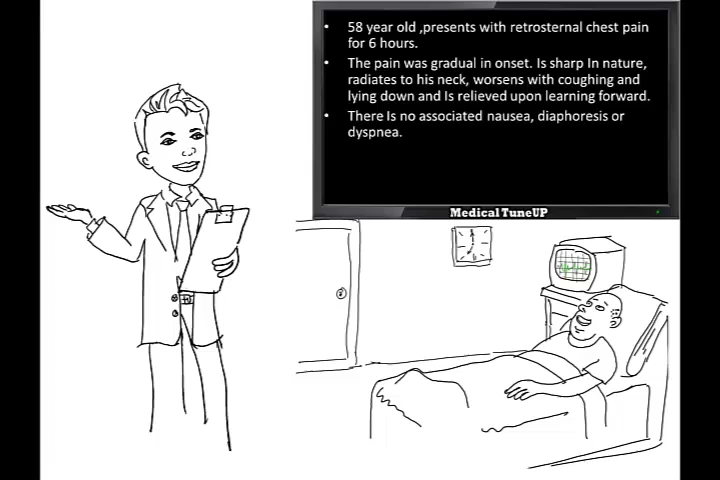 • 58 year old ,presents with retrosternal chest pain
for 6 hours.
• The pain was gradual in onset. Is sharp In nature,
radiates to his neck, worsens with coughing and
lying down and Is relieved upon learning forward.
• There Is no associated nausea, diaphoresis or
dyspnea.
Medical TuneUP